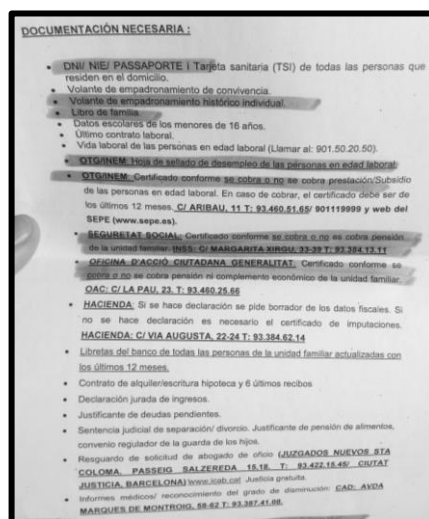 DOCUMENTACIÓN NECESARIA :
• DNI/ NIE/ PASSAPORTE i Tarjeta sanitaria (TSI) de todas las personas que
residen en el domicilio.
• Volante de empadronamiento de convivencia.
• Volante de empadronamiento histórico individual.
• Libro de familia.
• Datos escolares de los menores de 16 años.
• Último contrato laboral.
• Vida laboral de las personas en edad laboral (Llamar al: 901.50.20.50).
• OTG/INEM: Hoja de sellado de desempleo de las personas en edad laboral.
• OTG/INEM: Certificado conforme se cobra o no se cobra prestación/Subsidio
de las personas en edad laboral. En caso de cobrar, el certificado debe ser de
los últimos 12 meses. C/ ARIBAU, 11 T: 93.460.51.65/ 901119999 y web del
SEPE (www.sepe.es).
• SEGURETAT SOCIAL: Certificado conforme se cobra o no es cobra pensión
de la unidad familiar. INSS: C/ MARGARITA XIRGU, 33-39 T: 93.384.13.11
• OFICINA D'ACCIÓ CIUTADANA GENERALITAT: Certificado conforme se
cobra o no se cobra pensión ni complemento económico de la unidad familiar.
OAC: C/ LA PAU, 23. T: 93.460.25.66
• HACIENDA: Si se hace declaración se pide borrador de los datos fiscales. Si
no se hace declaración es necesario el certificado de imputaciones.
HACIENDA: C/ VIA AUGUSTA, 22-24 T: 93.384.62.14
• Libretas del banco de todas las personas de la unidad familiar actualizadas con
los últimos 12 meses.
• Contrato de alquiler/escritura hipoteca y 6 últimos recibos
• Declaración jurada de ingresos.
• Justificante de deudas pendientes.
• Sentencia judicial de separación/ divorcio. Justificante de pensión de alimentos,
convenio regulador de la guarda de los hijos.
• Resguardo de solicitud de abogado de oficio (JUZGADOS NUEVOS STA
COLOMA, PASSEIG SALZEREDA 15,18. T: 93.422.15.45/ CIUTAT
JUSTICIA, BARCELONA) www.icab.cat Justicia gratuita.
• Informes médicos/ reconocimiento del grado de disminución: CAD: AVDA
MARQUES DE MONTROIG, 58-62 T: 93.387.41.08.